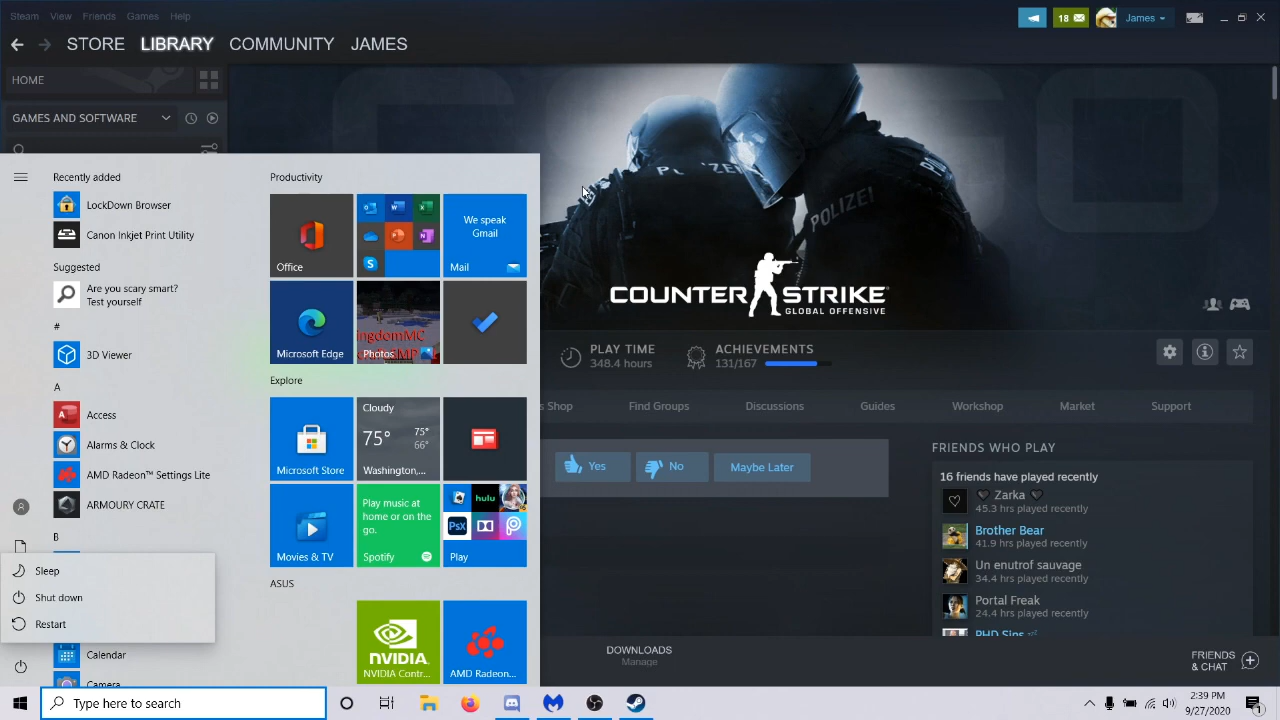 Steam View Friends Games Help
18
James
STORE LIBRARY COMMUNITY JAMES
HOME
GAMES AND SOFTWARE
POLIZEI
COUNTER STRIKE
GLOBAL OFFENSIVE
PLAY TIME
348.4 hours
ACHIEVEMENTS
131/167
s Shop Find Groups Discussions Guides Workshop Market Support
Yes No Maybe Later
FRIENDS WHO PLAY
16 friends have played recently
Zarka
45.3 hrs played recently
Brother Bear
41.9 hrs played recently
Un enutrof sauvage
34.4 hrs played recently
Portal Freak
24.4 hrs played recently
PHD Sins
DOWNLOADS
Manage
FRIENDS
& CHAT
Recently added
LockDown Browser
Canon Inkjet Print Utility
Suggested
Are you scary smart?
Test yourself
#
3D Viewer
A
Access
Alarms & Clock
AMD Radeon™ Settings Lite
ARMOURY CRATE
B
Sleep
Shut down
Restart
Calendar
Camera
Productivity
Office
We speak
Gmail
Mail
Microsoft Edge
ingdomMC
Photos
Explore
Microsoft Store
Cloudy
75° 75°
66°
Washington,...
Movies & TV
Play music at
home or on the
go.
Spotify
hulu
PsX
Play
ASUS
NVIDIA.
NVIDIA Contr...
AMD Radeon...
Type here to search
2:39 PM
9/27/2020
1